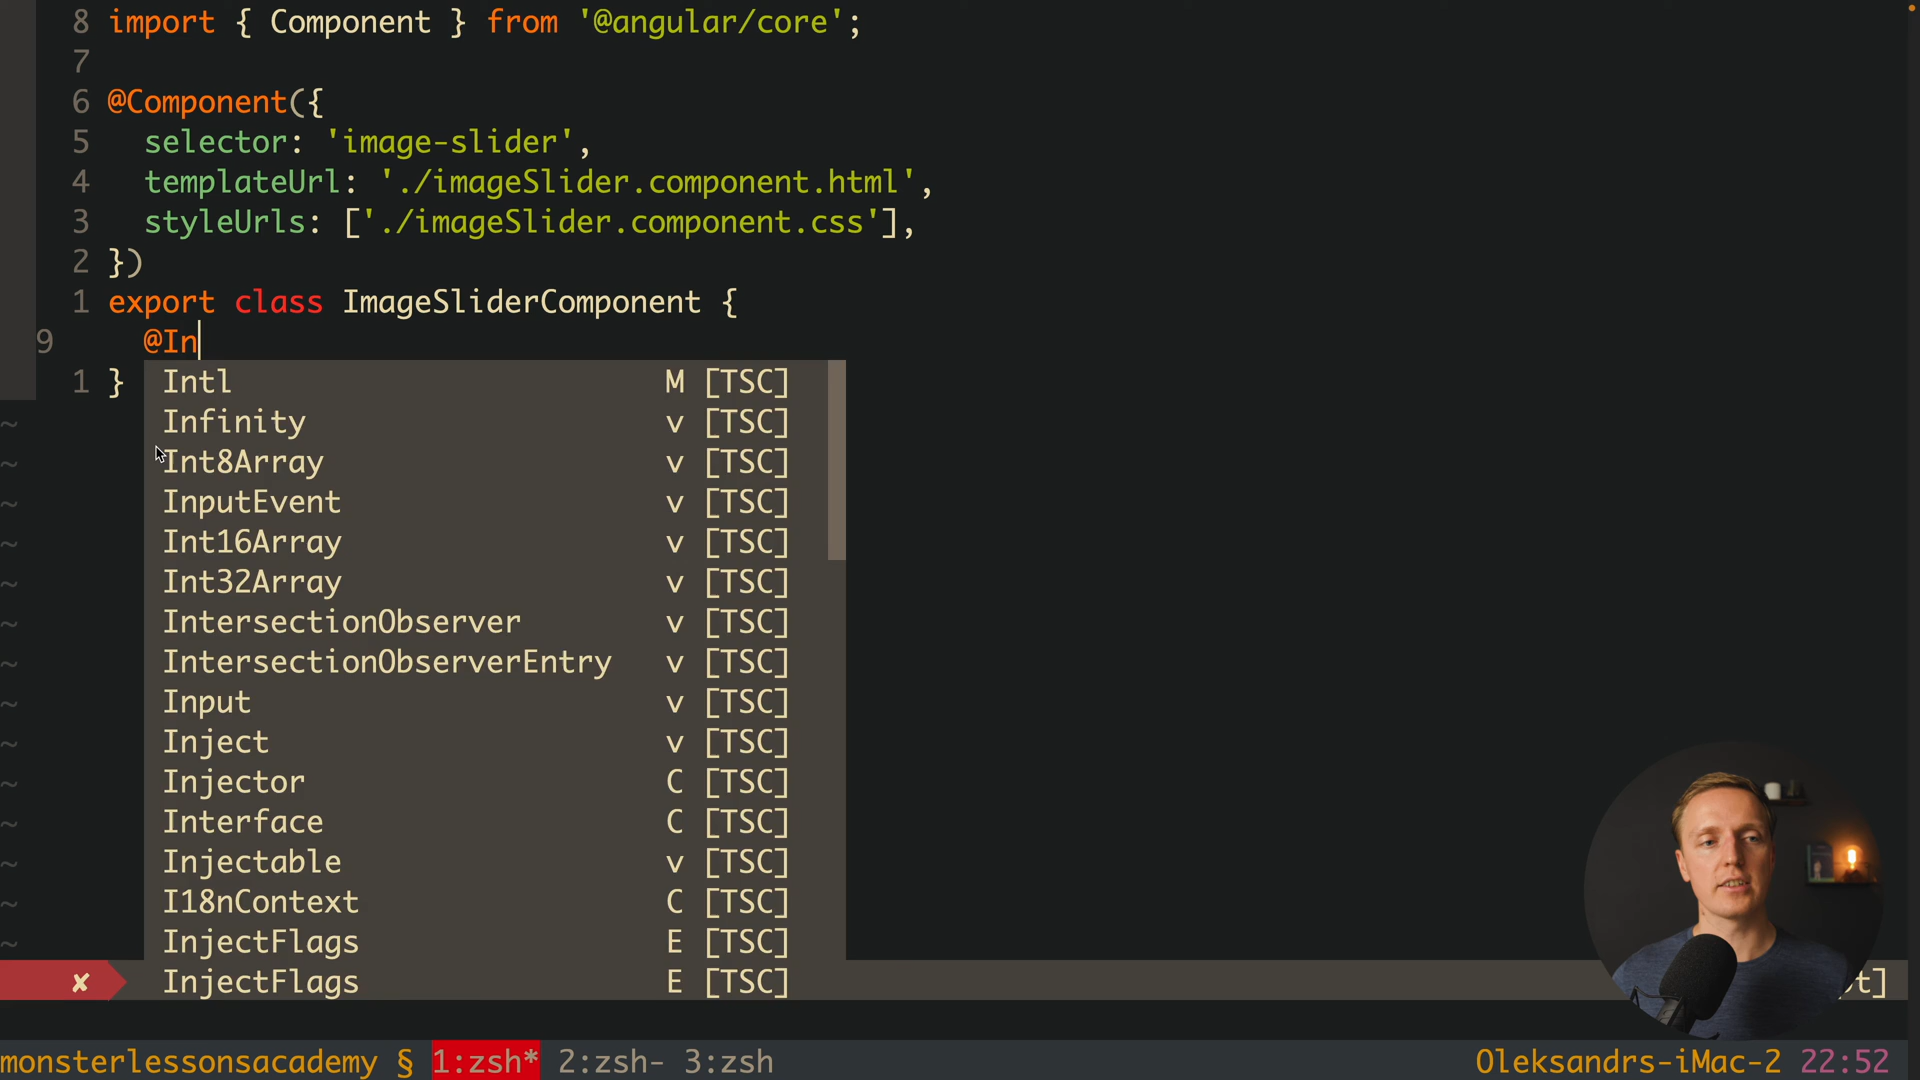 8 import { Component } from '@angular/core';
7
6 @Component({
5 selector: 'image-slider',
4 templateUrl: './imageSlider.component.html',
3 styleUrls: ['./imageSlider.component.css'],
2 })
1 export class ImageSliderComponent {
9 @In
1 }
Intl M [TSC]
~ Infinity v [TSC]
~ Int8Array v [TSC]
~ InputEvent v [TSC]
~ Int16Array v [TSC]
~ Int32Array v [TSC]
~ IntersectionObserver v [TSC]
~ IntersectionObserverEntry v [TSC]
~ Input v [TSC]
~ Inject v [TSC]
~ Injector C [TSC]
~ Interface C [TSC]
~ Injectable v [TSC]
~ I18nContext C [TSC]
~ InjectFlags E [TSC]
✘ InjectFlags E [TSC]
monsterlessonsacademy § 1:zsh* 2:zsh- 3:zsh Oleksandrs-iMac-2 22:52